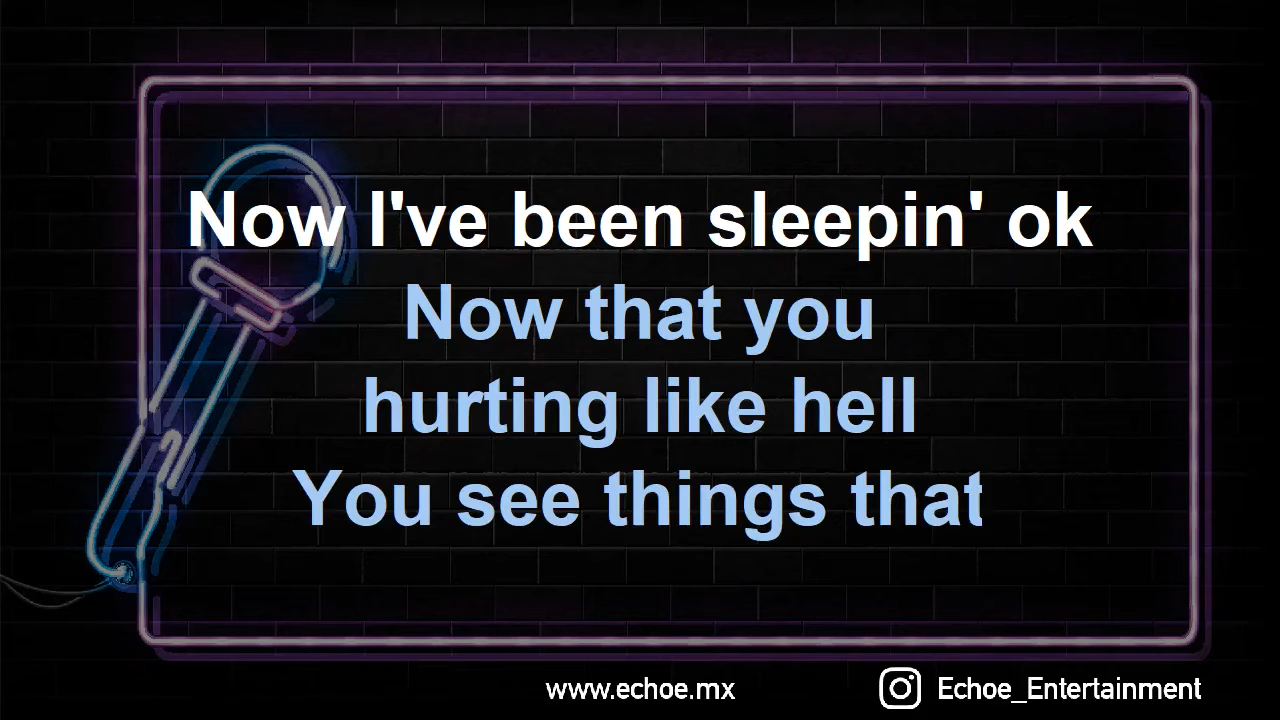 Now I've been sleepin' ok
Now that you
hurting like hell
You see things that
www.echoe.mx
Echoe_Entertainment